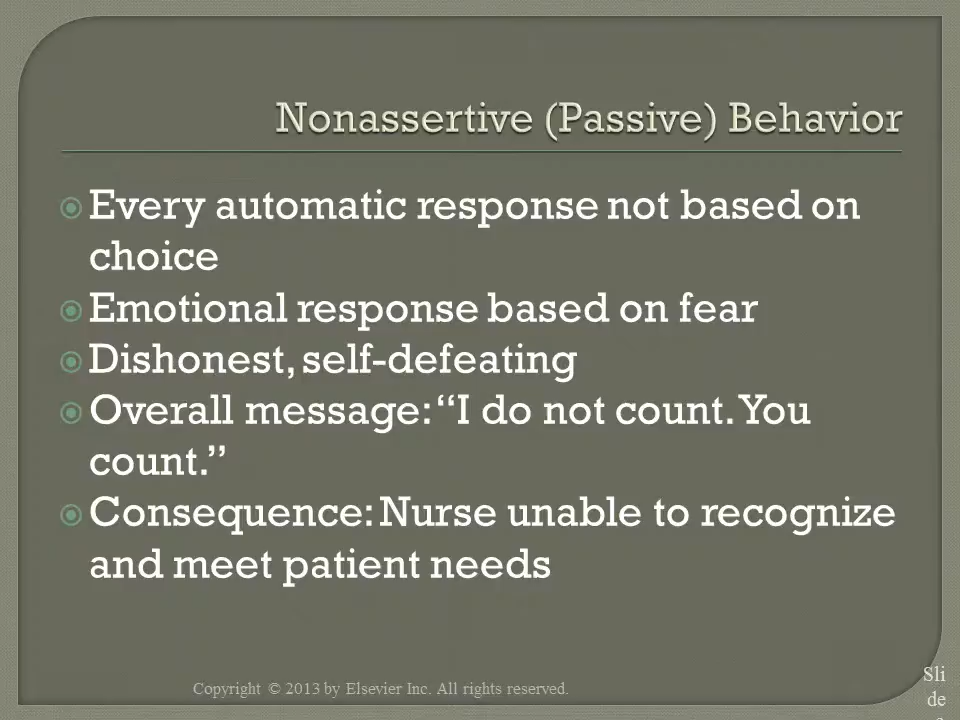 Nonassertive (Passive) Behavior
Every automatic response not based on
choice
Emotional response based on fear
Dishonest, self-defeating
Overall message: “I do not count. You
count.”
Consequence: Nurse unable to recognize
and meet patient needs
Copyright © 2013 by Elsevier Inc. All rights reserved.
Sli
de